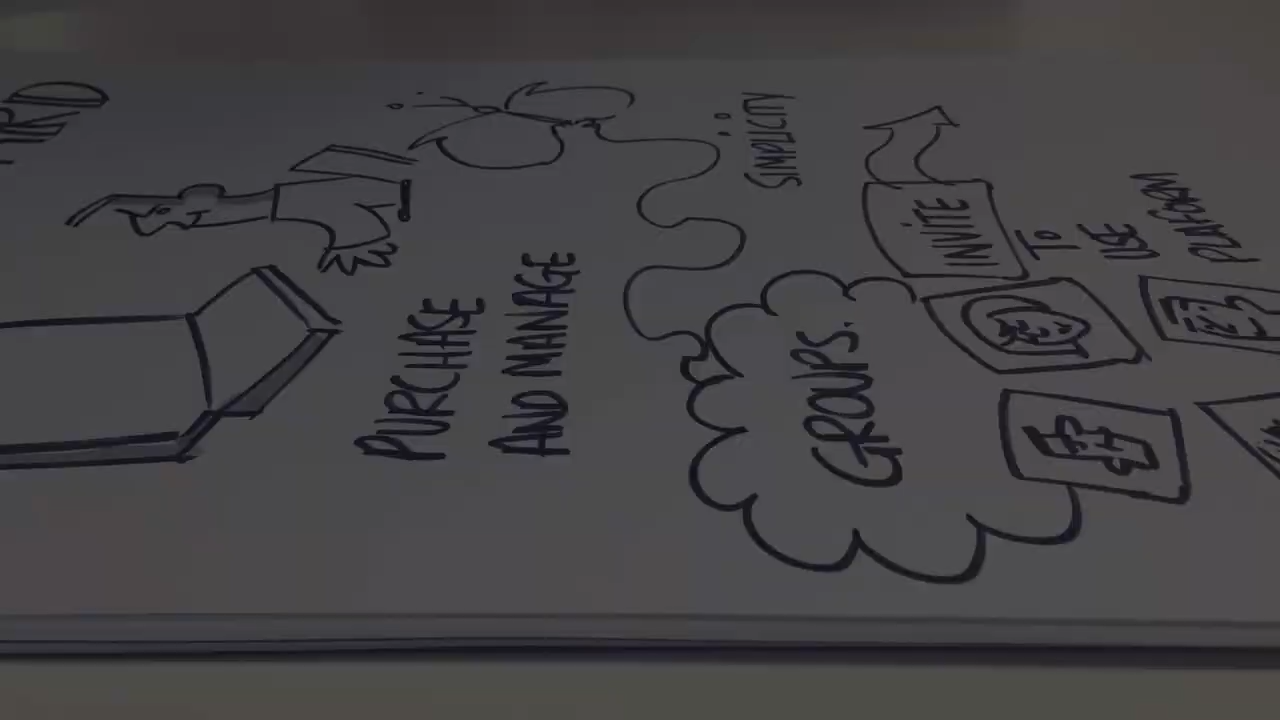 PURCHASE
AND MANAGE
SIMPLICITY
GROUPS.
INVITE
TO
USE
PLATFORM